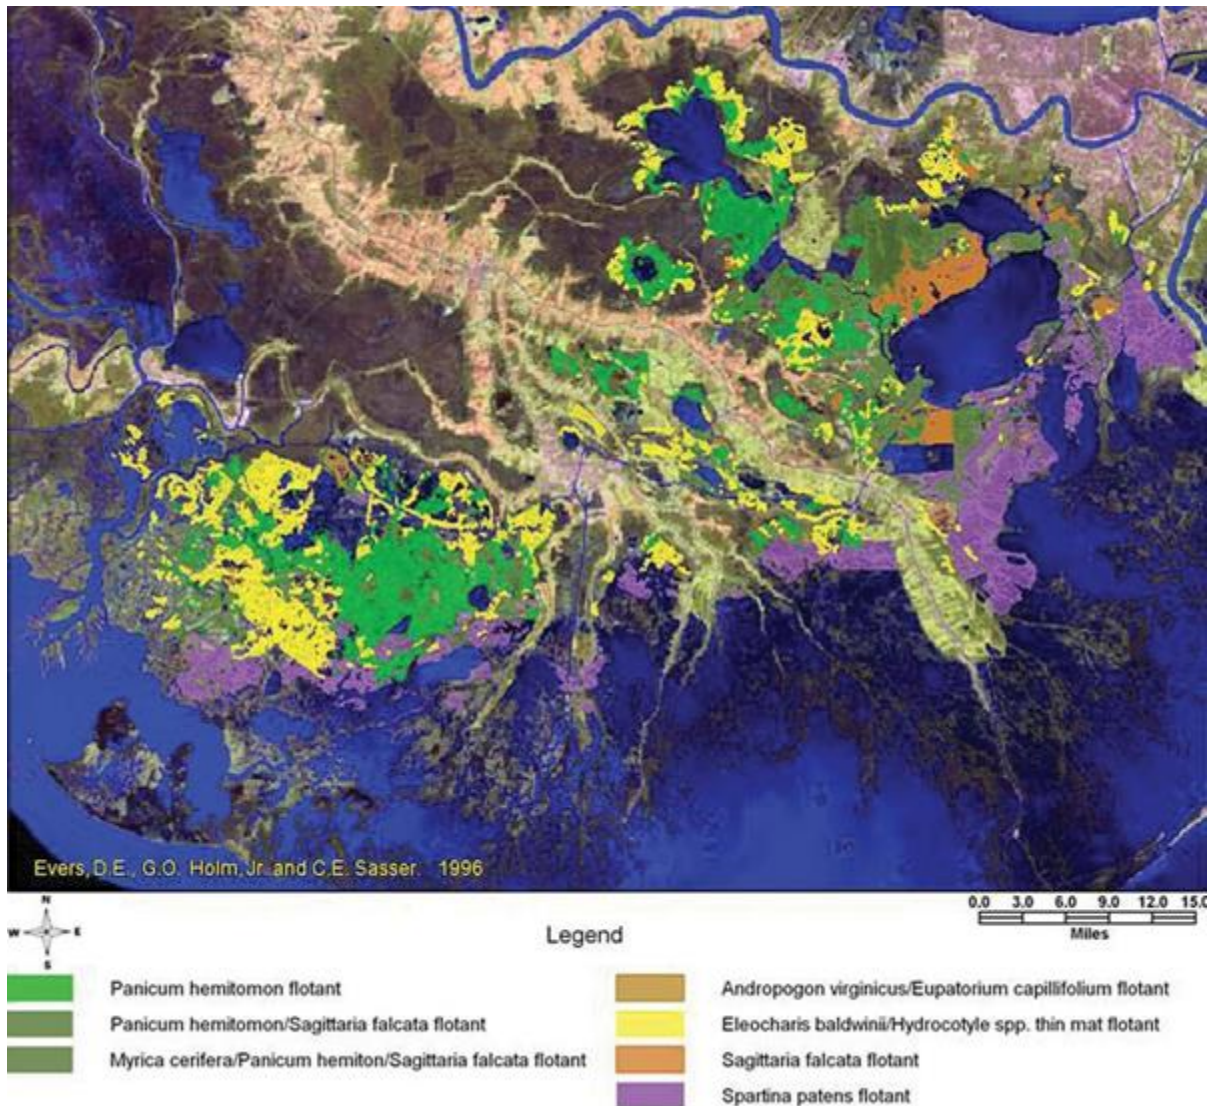 Evers, D.E., G.O. Holm, Jr. and C.E. Sasser. 1996
N
W E
S
0.0 3.0 6.0 9.0 12.0 15.0
Miles
Legend
Panicum hemitomon flotant
Panicum hemitomon/Sagittaria falcata flotant
Myrica cerifera/Panicum hemiton/Sagittaria falcata flotant
Andropogon virginicus/Eupatorium capillifolium flotant
Eleocharis baldwinii/Hydrocotyle spp. thin mat flotant
Sagittaria falcata flotant
Spartina patens flotant